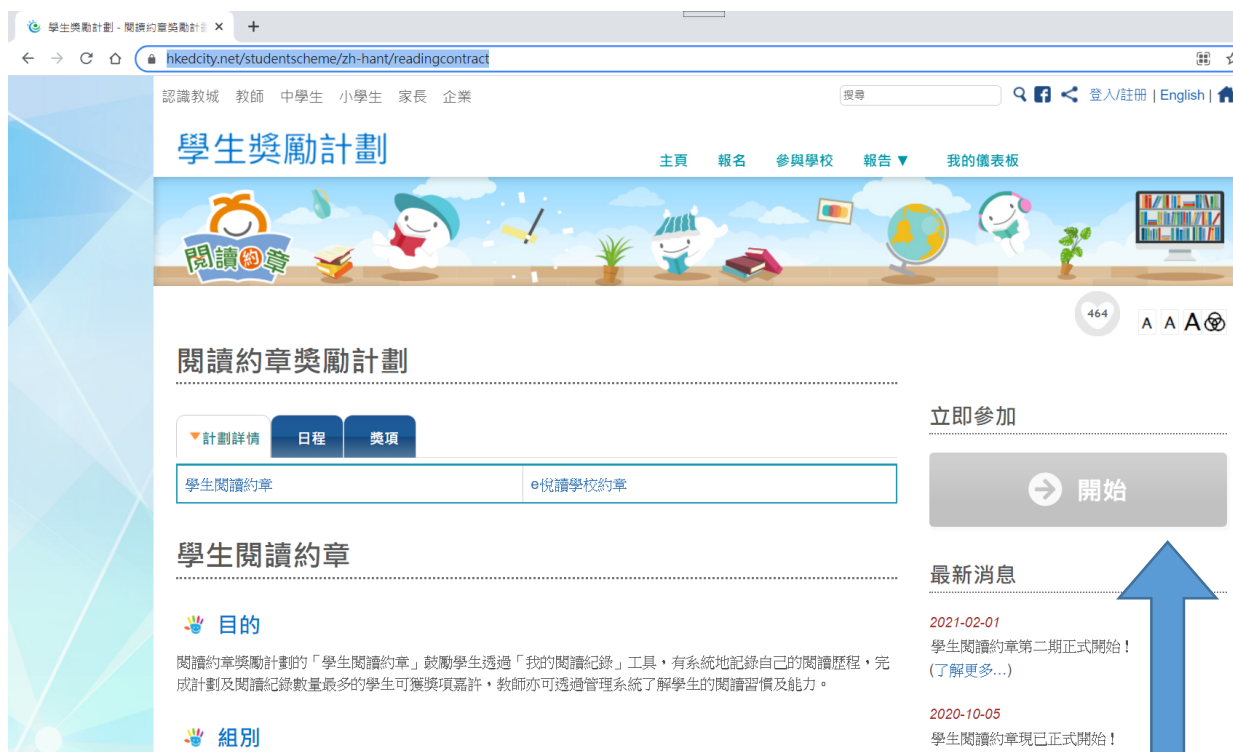 學生獎勵計劃 - 閱讀約章獎勵計
hkedcity.net/studentscheme/zh-hant/readingcontract
認識教城 教師 中學生 小學生 家長 企業
搜尋
登入/註冊 | English |
學生獎勵計劃
主頁 報名 參與學校 報告 ▼ 我的儀表板
閱讀約章
464
A A A
閱讀約章獎勵計劃
計劃詳情 日程 獎項
學生閱讀約章 e悅讀學校約章
立即參加
開始
學生閱讀約章
目的
閱讀約章獎勵計劃的「學生閱讀約章」鼓勵學生透過「我的閱讀紀錄」工具，有系統地記錄自己的閱讀歷程，完
成計劃及閱讀紀錄數量最多的學生可獲獎項嘉許，教師亦可透過管理系統了解學生的閱讀習慣及能力。
組別
最新消息
2021-02-01
學生閱讀約章第二期正式開始！
(了解更多...)
2020-10-05
學生閱讀約章現已正式開始！